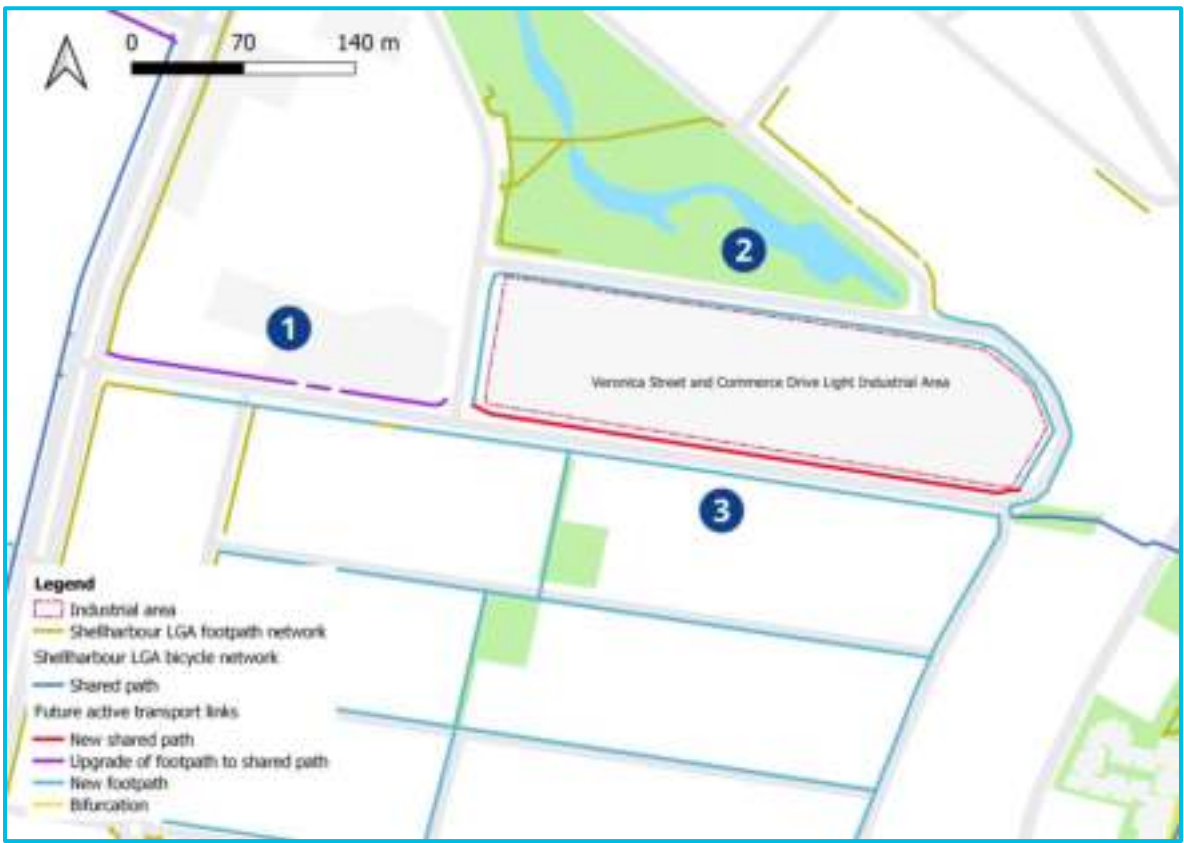 0 70 140 m
2
1
Veronica Street and Commerce Drive Light Industrial Area
3
Legend
Industrial area
Shellharbour LGA footpath network
Shellharbour LGA bicycle network
Shared path
Future active transport links
New shared path
Upgrade of footpath to shared path
New footpath
Bifurcation